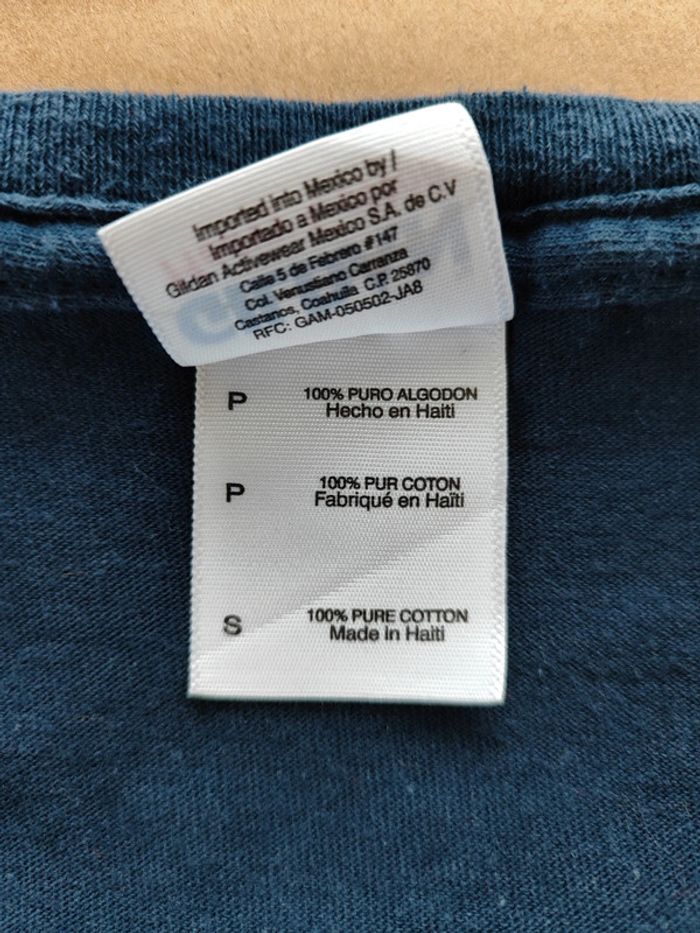 Imported into Mexico by /
Importado a Mexico por
Gildan Activewear Mexico S.A. de C.V
Calle 5 de Febrero #147
Col. Venustiano Carranza
Castanos, Coahuila C.P. 25870
RFC: GAM-050502-JA8
P 100% PURO ALGODON
Hecho en Haiti
P 100% PUR COTON
Fabriqué en Haïti
S 100% PURE COTTON
Made in Haiti